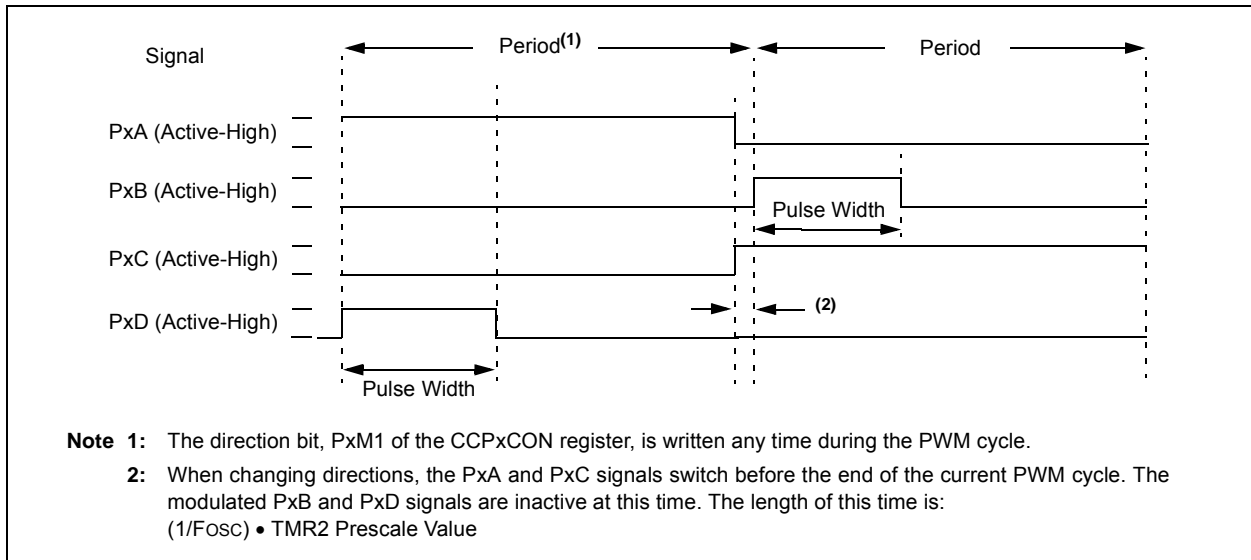 Signal
Period(1)
Period
PxA (Active-High)
PxB (Active-High)
Pulse Width
PxC (Active-High)
PxD (Active-High)
(2)
Pulse Width
Note 1: The direction bit, PxM1 of the CCPxCON register, is written any time during the PWM cycle.
2: When changing directions, the PxA and PxC signals switch before the end of the current PWM cycle. The
modulated PxB and PxD signals are inactive at this time. The length of this time is:
(1/FOSC) • TMR2 Prescale Value